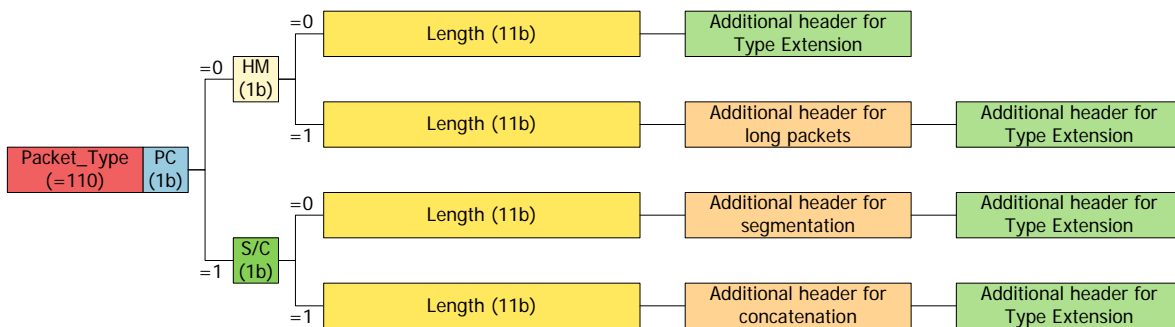 =0
Length (11b)
Additional header for
Type Extension
=0
HM
(1b)
=1
Length (11b)
Additional header for
long packets
Additional header for
Type Extension
Packet_Type
(=110)
PC
(1b)
=0
Length (11b)
Additional header for
segmentation
Additional header for
Type Extension
=1
S/C
(1b)
=1
Length (11b)
Additional header for
concatenation
Additional header for
Type Extension